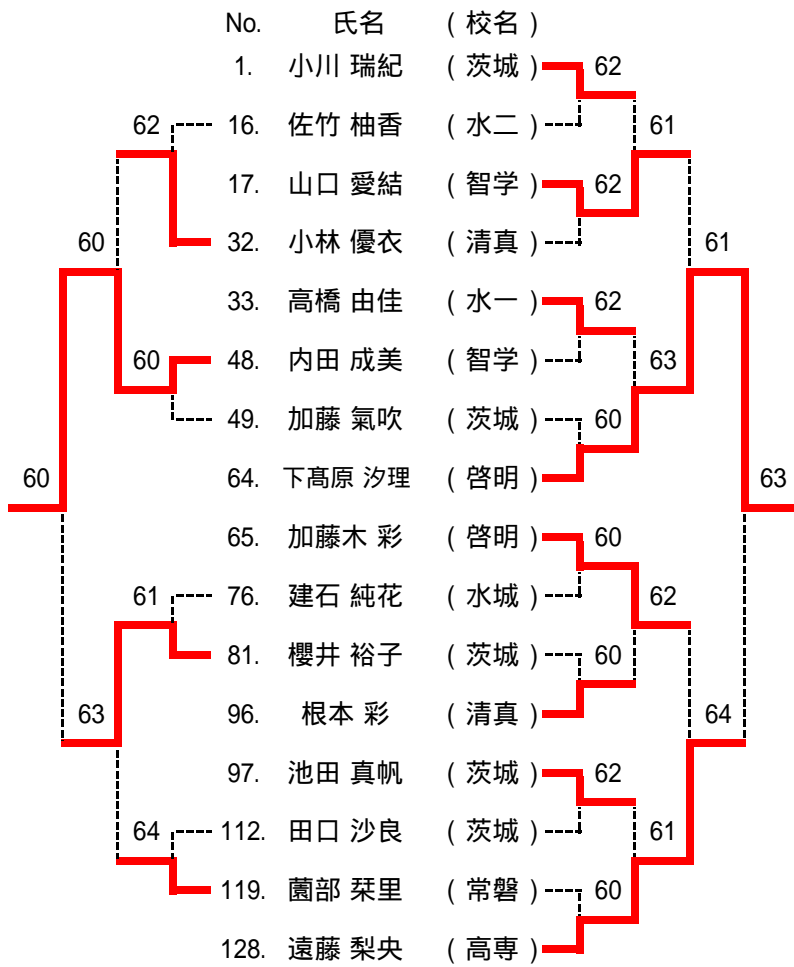 No. 氏名 ( 校名 )
1. 小川 瑞紀 ( 茨城 ) 62
62 16. 佐竹 柚香 ( 水二 ) 61
17. 山口 愛結 ( 智学 ) 62
60 32. 小林 優衣 ( 清真 ) 61
33. 高橋 由佳 ( 水一 ) 62
60 48. 内田 成美 ( 智学 ) 63
49. 加藤 氣吹 ( 茨城 ) 60
60 64. 下髙原 汐理 ( 啓明 ) 63
65. 加藤木 彩 ( 啓明 ) 60
61 76. 建石 純花 ( 水城 ) 62
81. 櫻井 裕子 ( 茨城 ) 60
63 96. 根本 彩 ( 清真 ) 64
97. 池田 真帆 ( 茨城 ) 62
64 112. 田口 沙良 ( 茨城 ) 61
119. 薗部 栞里 ( 常磐 ) 60
128. 遠藤 梨央 ( 高専 )